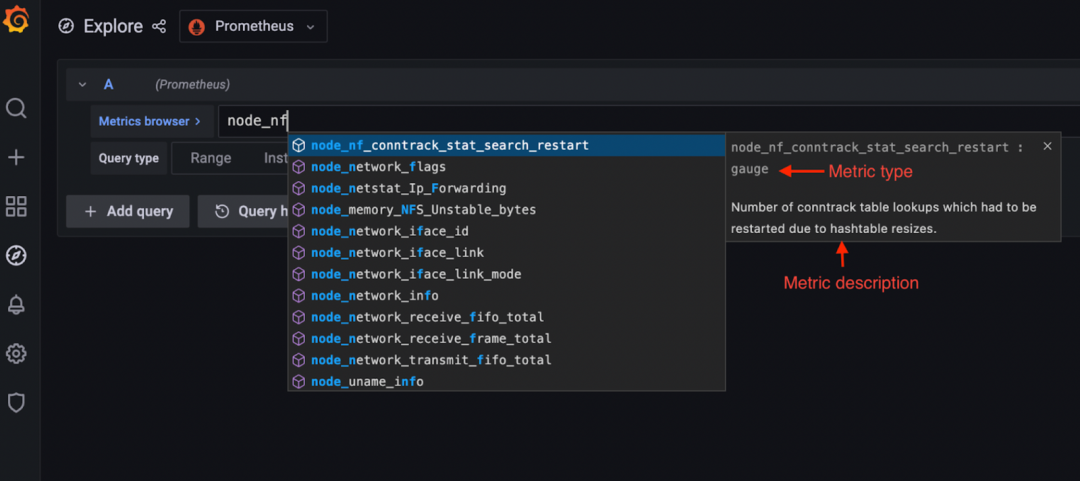 Explore
Prometheus
A (Prometheus)
Metrics browser > node_nf
Query type Range Inst
+ Add query Query h
node_nf_conntrack_stat_search_restart
node_network_flags
node_netstat_Ip_Forwarding
node_memory_NFS_Unstable_bytes
node_network_iface_id
node_network_iface_link
node_network_iface_link_mode
node_network_info
node_network_receive_fifo_total
node_network_receive_frame_total
node_network_transmit_fifo_total
node_uname_info
node_nf_conntrack_stat_search_restart :
gauge
Metric type
Number of conntrack table lookups which had to be
restarted due to hashtable resizes.
Metric description